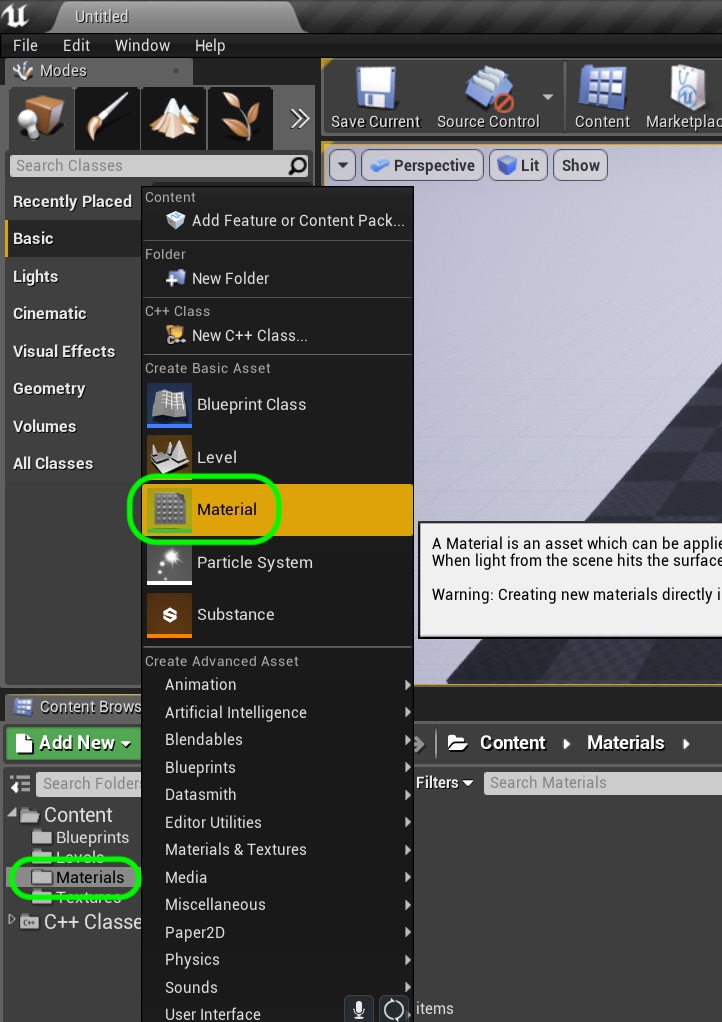 Untitled
File Edit Window Help
Modes
Save Current Source Control Content Marketplac
Search Classes
Perspective Lit Show
Recently Placed
Basic
Lights
Cinematic
Visual Effects
Geometry
Volumes
All Classes
Content
Add Feature or Content Pack...
Folder
New Folder
C++ Class
New C++ Class...
Create Basic Asset
Blueprint Class
Level
Material
Particle System
Substance
A Material is an asset which can be applie
When light from the scene hits the surface
Warning: Creating new materials directly i
Create Advanced Asset
Animation
Artificial Intelligence
Blendables
Blueprints
Datasmith
Editor Utilities
Materials & Textures
Media
Miscellaneous
Paper2D
Physics
Sounds
User Interface
Content Brows
Add New
Content Materials
Search Folder
Filters Search Materials
Content
Blueprints
Levels
Materials
Textures
C++ Classe
items